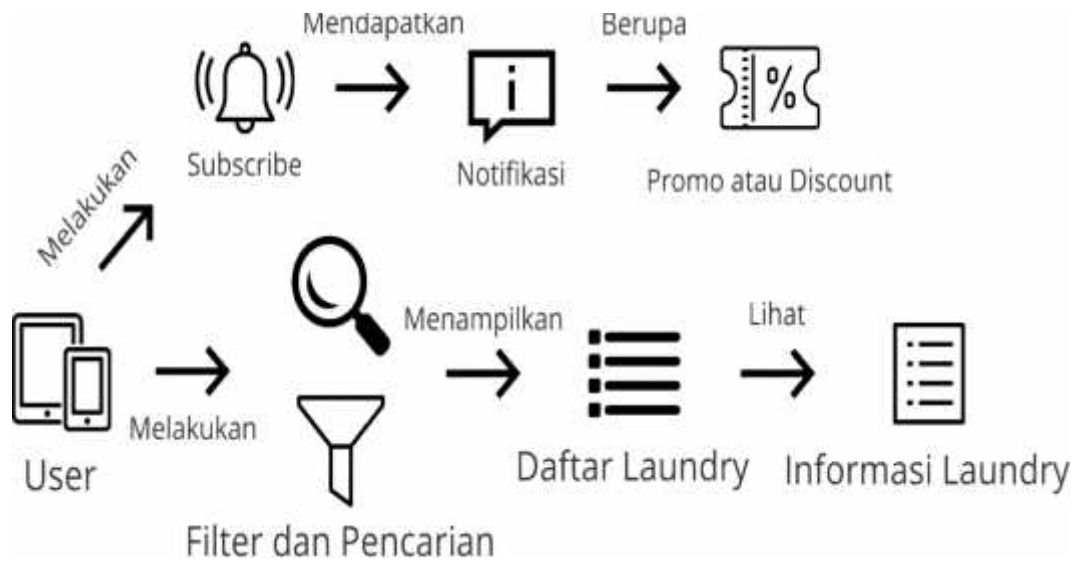 Mendapatkan
Berupa
Subscribe
Notifikasi
Promo atau Discount
Melakukan
Menampilkan
Lihat
Melakukan
User
Daftar Laundry
Informasi Laundry
Filter dan Pencarian